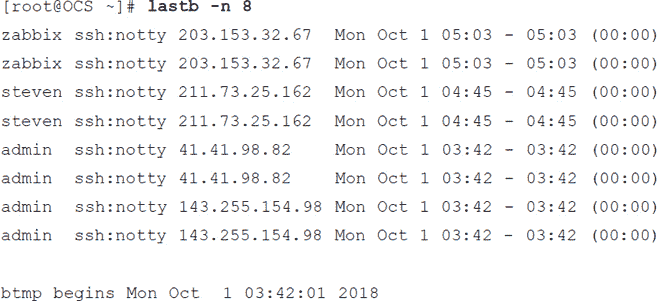 [root@OCS ~]# lastb -n 8
zabbix ssh:notty 203.153.32.67 Mon Oct 1 05:03 - 05:03 (00:00)
zabbix ssh:notty 203.153.32.67 Mon Oct 1 05:03 - 05:03 (00:00)
steven ssh:notty 211.73.25.162 Mon Oct 1 04:45 - 04:45 (00:00)
steven ssh:notty 211.73.25.162 Mon Oct 1 04:45 - 04:45 (00:00)
admin ssh:notty 41.41.98.82 Mon Oct 1 03:42 - 03:42 (00:00)
admin ssh:notty 41.41.98.82 Mon Oct 1 03:42 - 03:42 (00:00)
admin ssh:notty 143.255.154.98 Mon Oct 1 03:42 - 03:42 (00:00)
admin ssh:notty 143.255.154.98 Mon Oct 1 03:42 - 03:42 (00:00)
btmp begins Mon Oct 1 03:42:01 2018